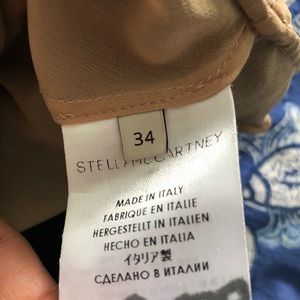 34
STELLA McCARTNEY
MADE IN ITALY
FABRIQUE EN ITALIE
HERGESTELLT IN ITALIEN
HECHO EN ITALIA
イタリア製
СДЕЛАНО В ИТАЛИИ